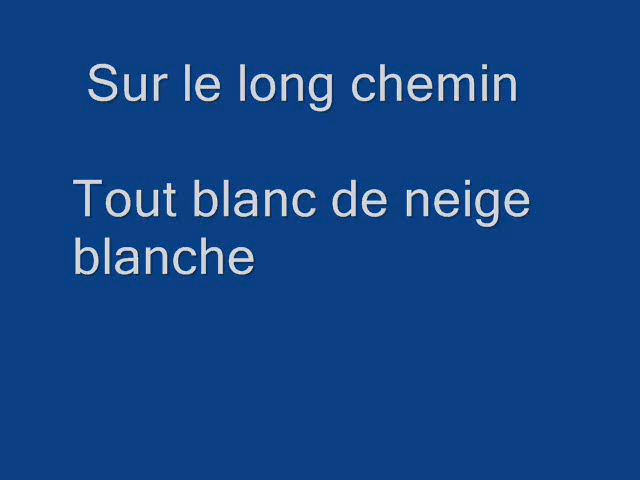 Sur le long chemin
Tout blanc de neige
blanche